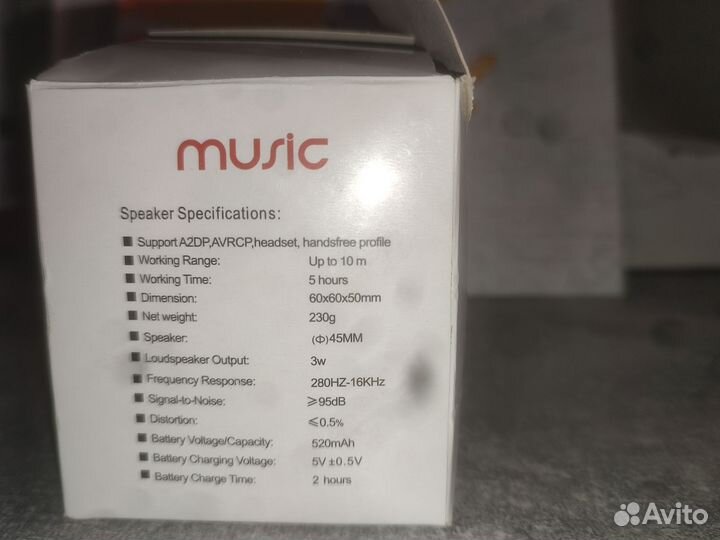 music
Speaker Specifications:
■ Support A2DP,AVRCP,headset, handsfree profile
■ Working Range: Up to 10 m
■ Working Time: 5 hours
■ Dimension: 60x60x50mm
■ Net weight: 230g
■ Speaker: (Φ)45MM
■ Loudspeaker Output: 3w
■ Frequency Response: 280HZ-16KHz
■ Signal-to-Noise: ≥95dB
■ Distortion: ≤0.5%
■ Battery Voltage/Capacity: 520mAh
■ Battery Charging Voltage: 5V±0.5V
■ Battery Charge Time: 2 hours
Avito